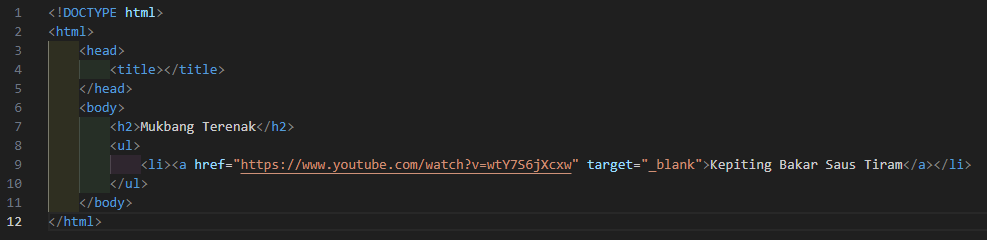 1 <!DOCTYPE html>
2 <html>
3 <head>
4 <title></title>
5 </head>
6 <body>
7 <h2>Mukbang Terenak</h2>
8 <ul>
9 <li><a href="https://www.youtube.com/watch?v=wtY7S6jXcxw" target="_blank">Kepiting Bakar Saus Tiram</a></li>
10 </ul>
11 </body>
12 </html>